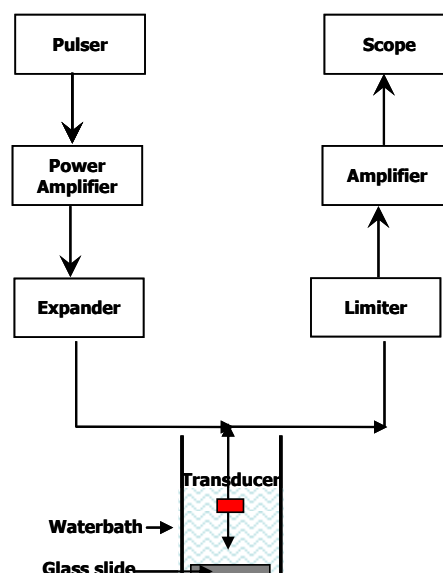 Pulser
Scope
Power
Amplifier
Amplifier
Expander
Limiter
Transducer
Waterbath
Glass slide